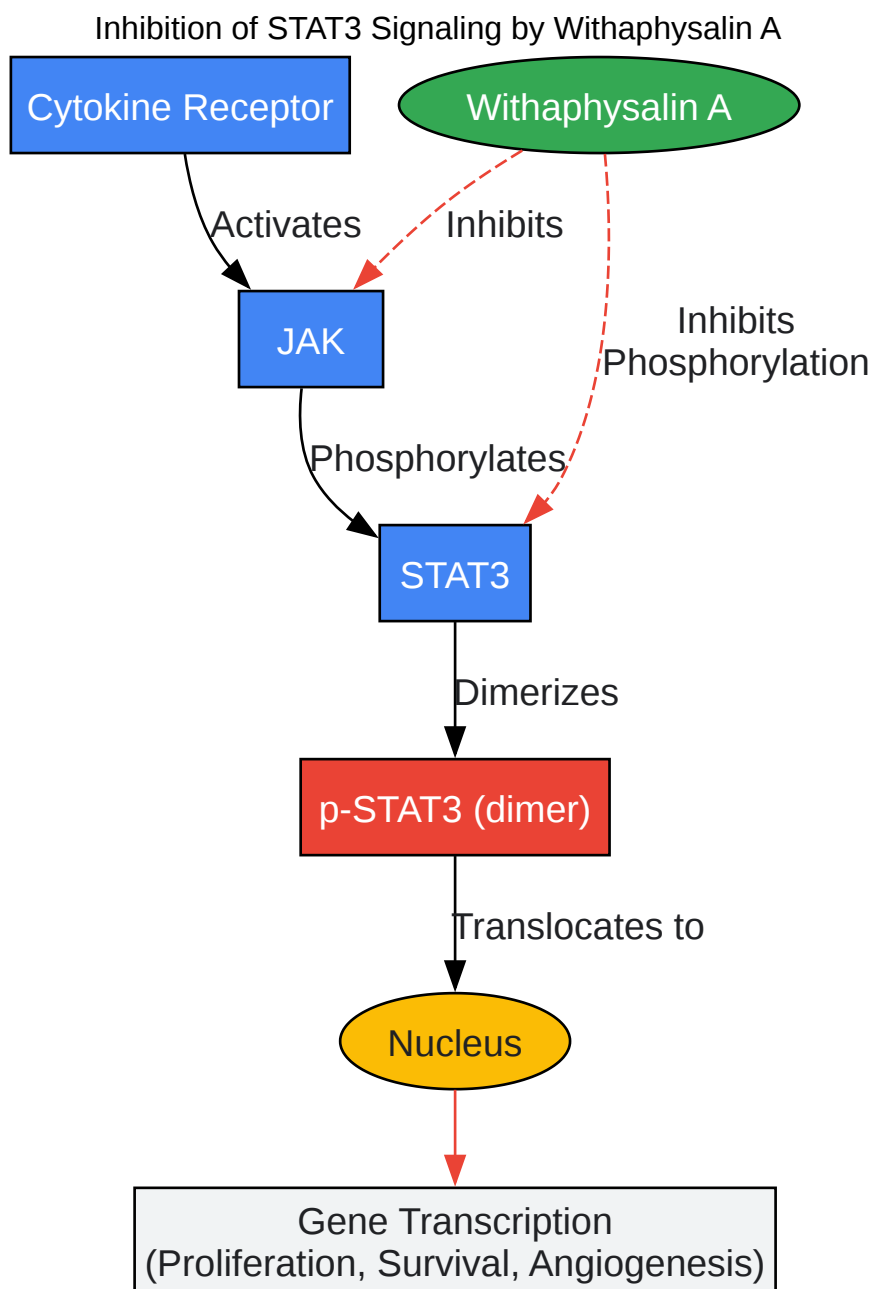 Inhibition of STAT3 Signaling by Withaphysalin A
Cytokine Receptor
Withaphysalin A
Activates
Inhibits
Inhibits
Phosphorylation
JAK
Phosphorylates
STAT3
Dimerizes
p-STAT3 (dimer)
Translocates to
Nucleus
Gene Transcription
(Proliferation, Survival, Angiogenesis)